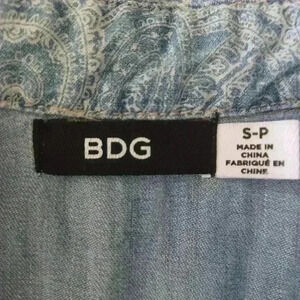 BDG
S-P
MADE IN
CHINA
FABRIQUÉ EN
CHINE